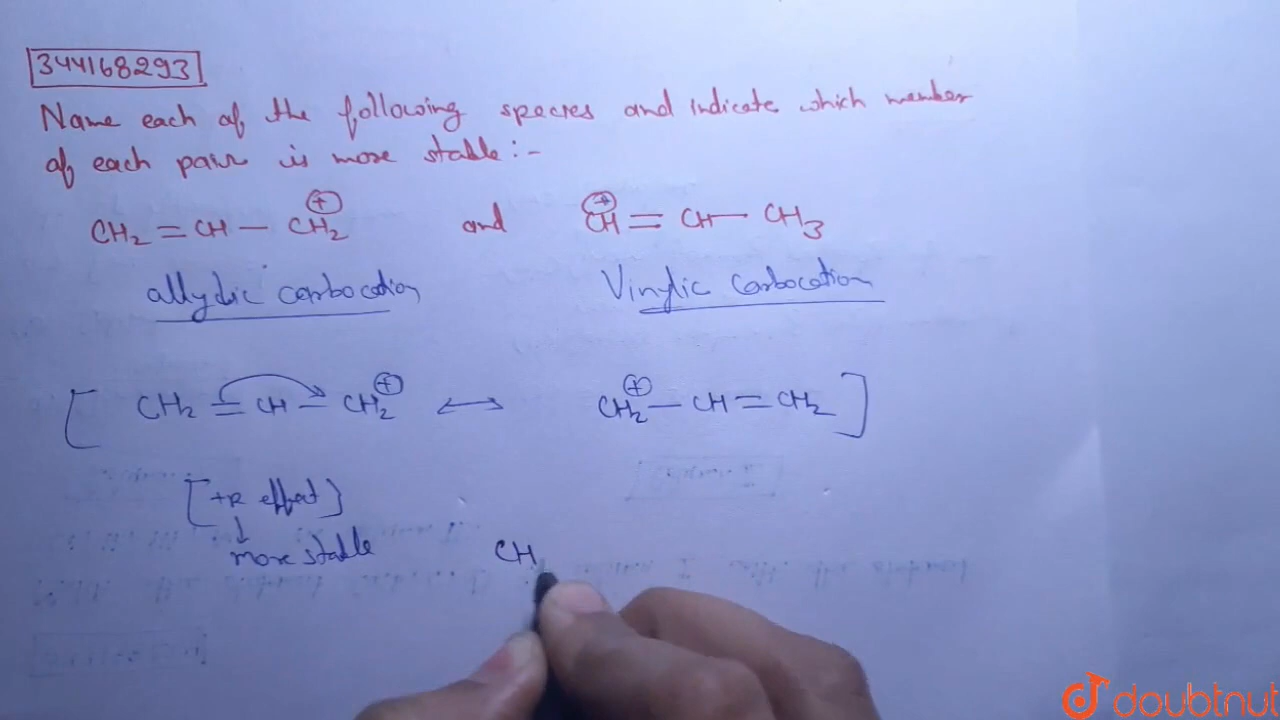 344168293
Name each of the following species and indicate which member
of each pair is more stable:-
CH₂ = CH — CH₂⊕ and CH⊕ = CH — CH₃
allylic carbocation Vinylic carbocation
[ CH₂ = CH — CH₂⊕ ↔ CH₂⊕ — CH = CH₂ ]
[+R effect]
↓
more stable CH
doubtnut